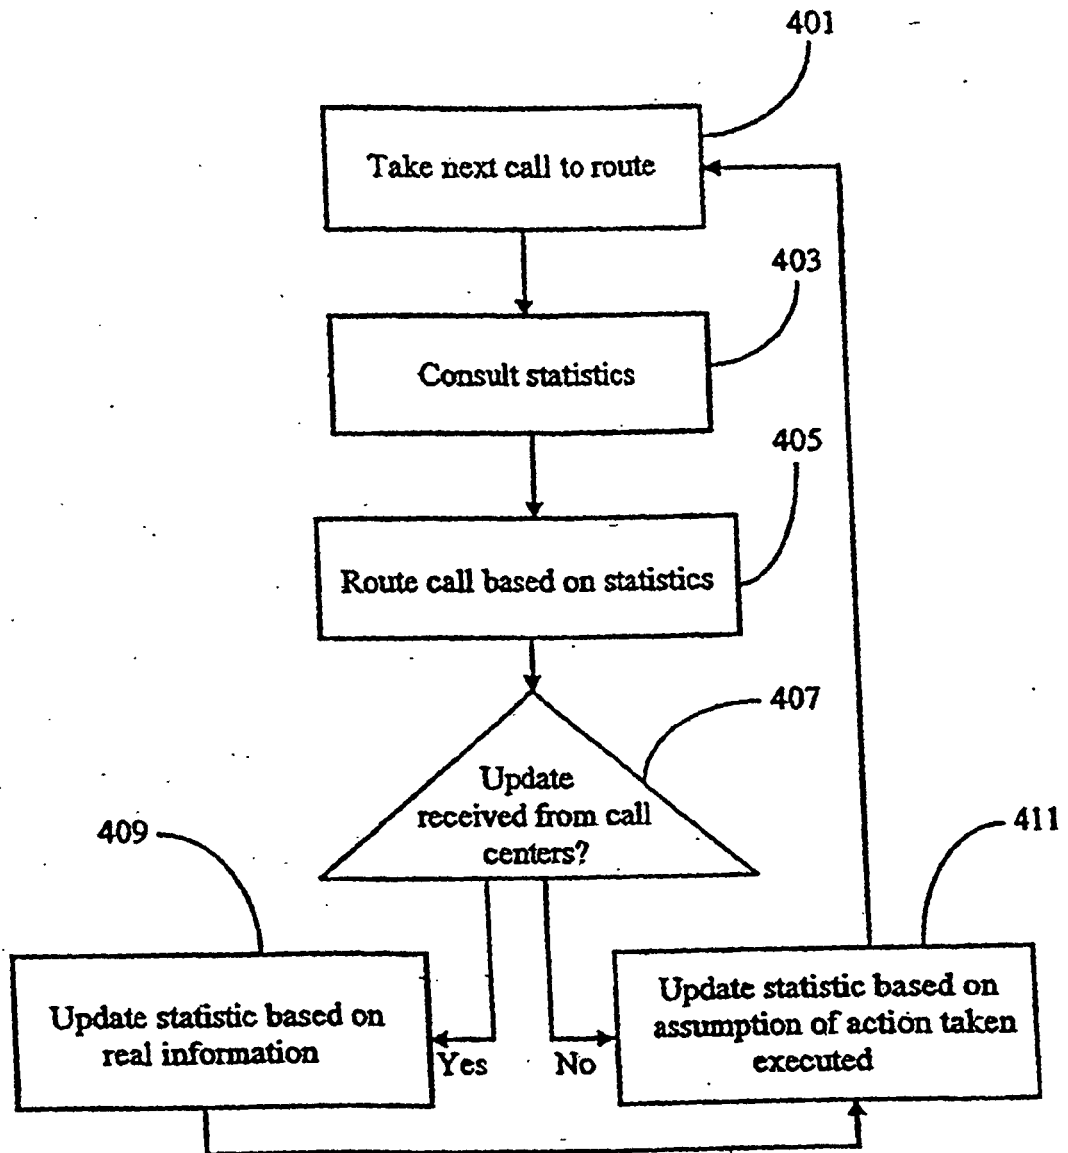 401
Take next call to route
403
Consult statistics
405
Route call based on statistics
407
Update
received from call
centers?
409
411
Update statistic based on
real information
Yes
No
Update statistic based on
assumption of action taken
executed